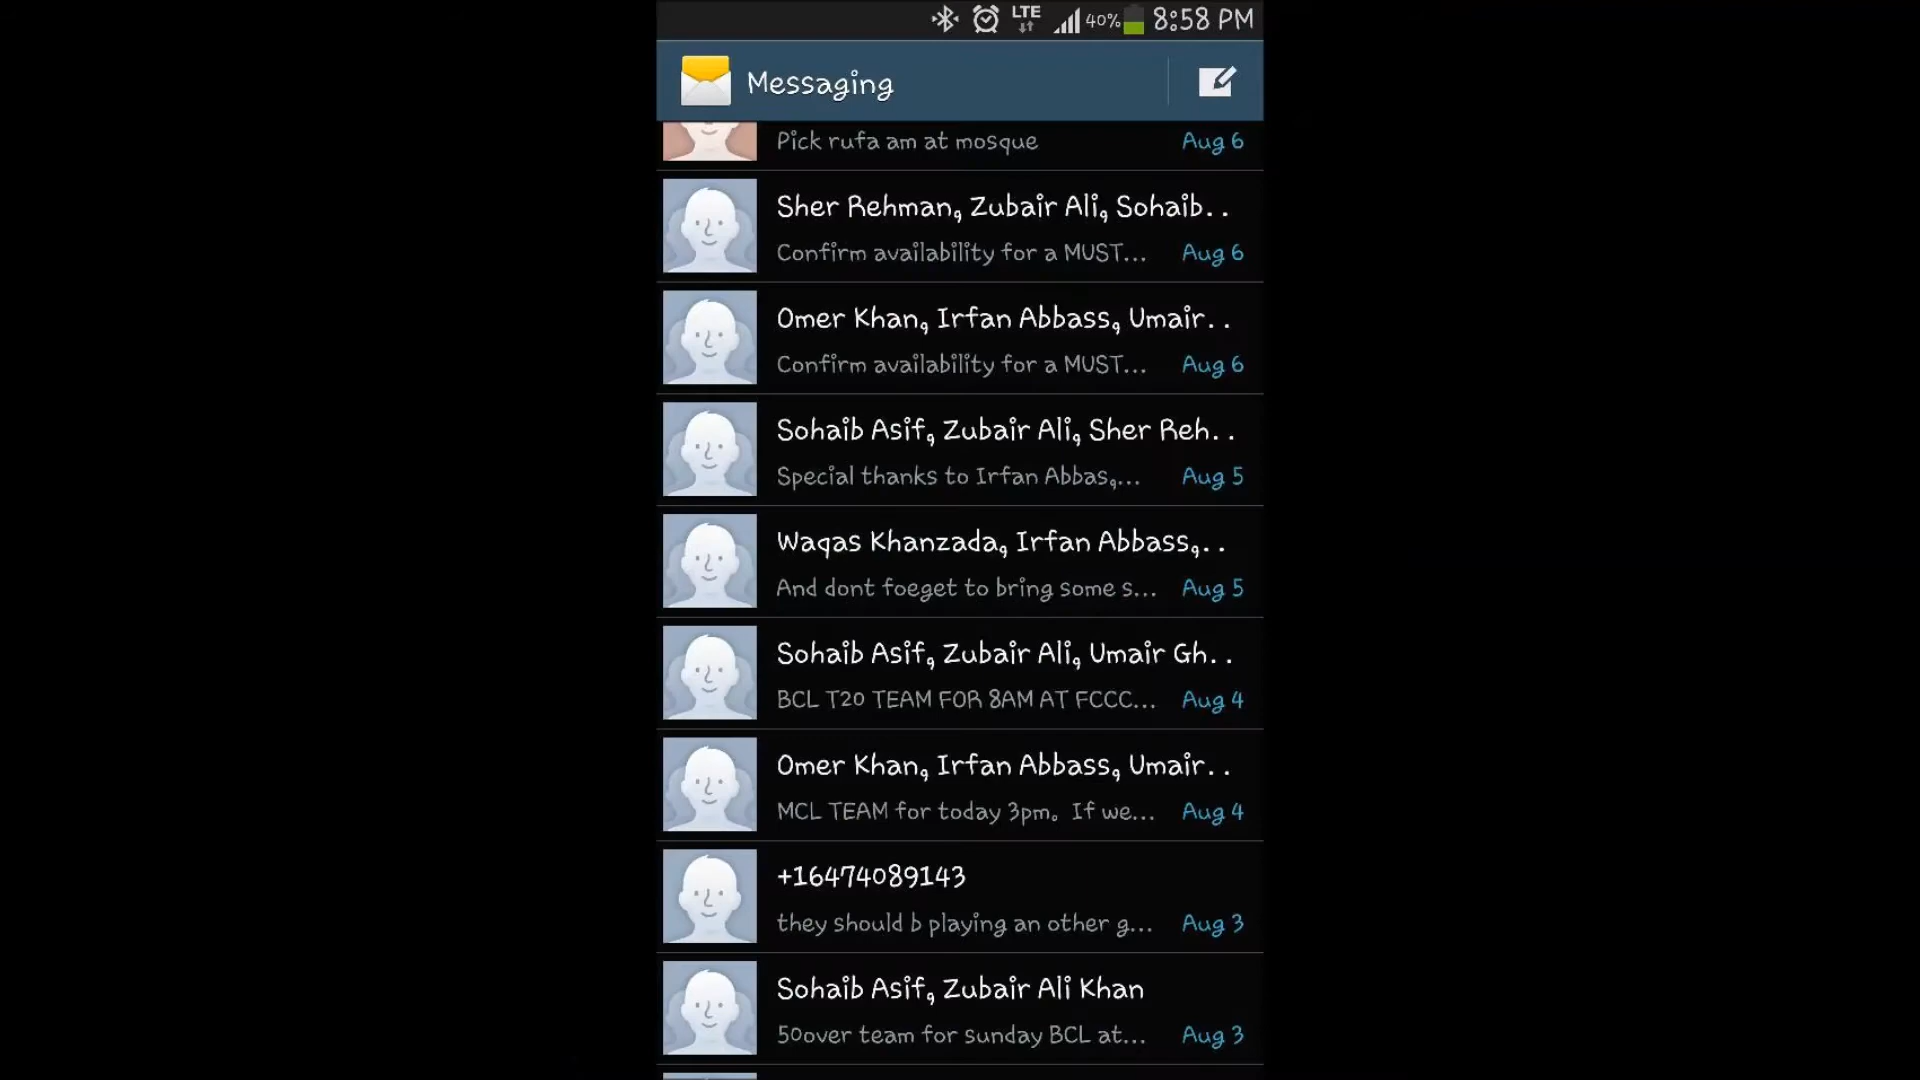 LTE 40% 8:58 PM
Messaging
Pick rufa am at mosque Aug 6
Sher Rehman, Zubair Ali, Sohaib. .
Confirm availability for a MUST... Aug 6
Omer Khan, Irfan Abbass, Umair. .
Confirm availability for a MUST... Aug 6
Sohaib Asif, Zubair Ali, Sher Reh. .
Special thanks to Irfan Abbas,... Aug 5
Waqas Khanzada, Irfan Abbass,. .
And dont foeget to bring some s... Aug 5
Sohaib Asif, Zubair Ali, Umair Gh. .
BCL T20 TEAM FOR 8AM AT FCCC... Aug 4
Omer Khan, Irfan Abbass, Umair. .
MCL TEAM for today 3pm. If we... Aug 4
+16474089143
they should b playing an other g... Aug 3
Sohaib Asif, Zubair Ali Khan
50over team for sunday BCL at... Aug 3